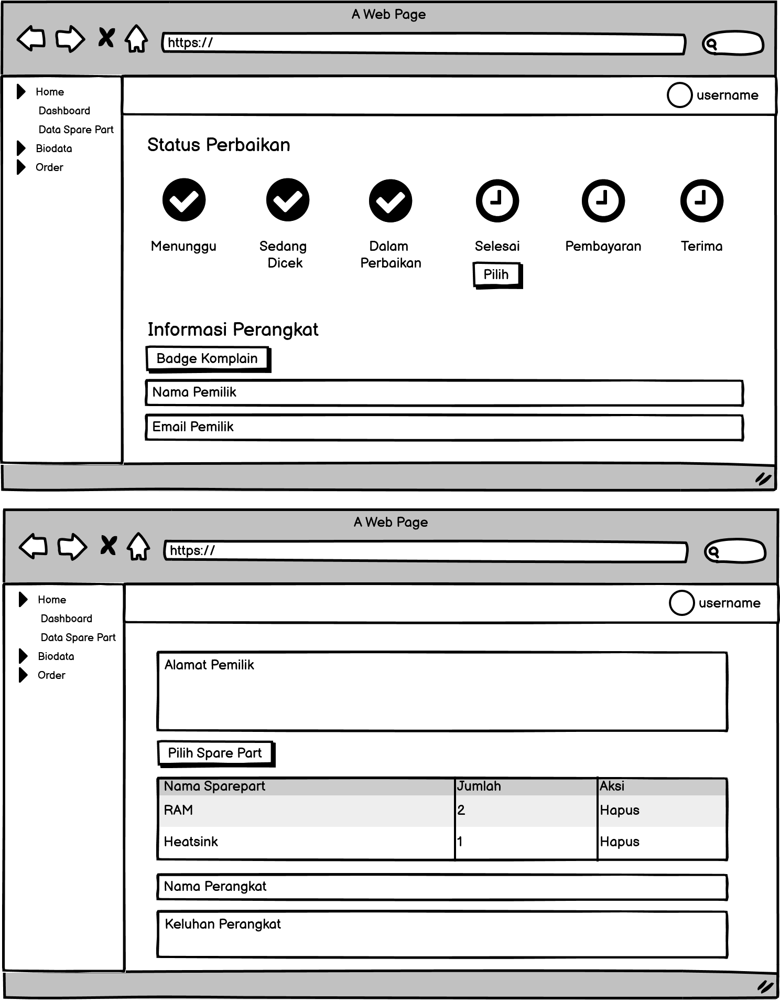 A Web Page
https://
Home
Dashboard
Data Spare Part
Biodata
Order
username
Status Perbaikan
Menunggu
Sedang
Dicek
Dalam
Perbaikan
Selesai
Pilih
Pembayaran
Terima
Informasi Perangkat
Badge Komplain
Nama Pemilik
Email Pemilik
A Web Page
https://
Home
Dashboard
Data Spare Part
Biodata
Order
username
Alamat Pemilik
Pilih Spare Part
Nama Sparepart Jumlah Aksi
RAM 2 Hapus
Heatsink 1 Hapus
Nama Perangkat
Keluhan Perangkat